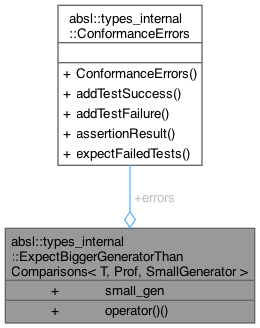 absl::types_internal
::ConformanceErrors
+ ConformanceErrors()
+ addTestSuccess()
+ addTestFailure()
+ assertionResult()
+ expectFailedTests()
+errors
absl::types_internal
::ExpectBiggerGeneratorThan
Comparisons< T, Prof, SmallGenerator >
+ small_gen
+ operator()()